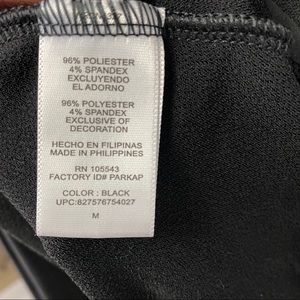 96% POLIESTER
4% SPANDEX
EXCLUYENDO
EL ADORNO
96% POLYESTER
4% SPANDEX
EXCLUSIVE OF
DECORATION
HECHO EN FILIPINAS
MADE IN PHILIPPINES
RN 105543
FACTORY ID# PARKAP
COLOR : BLACK
UPC:827576754027
M